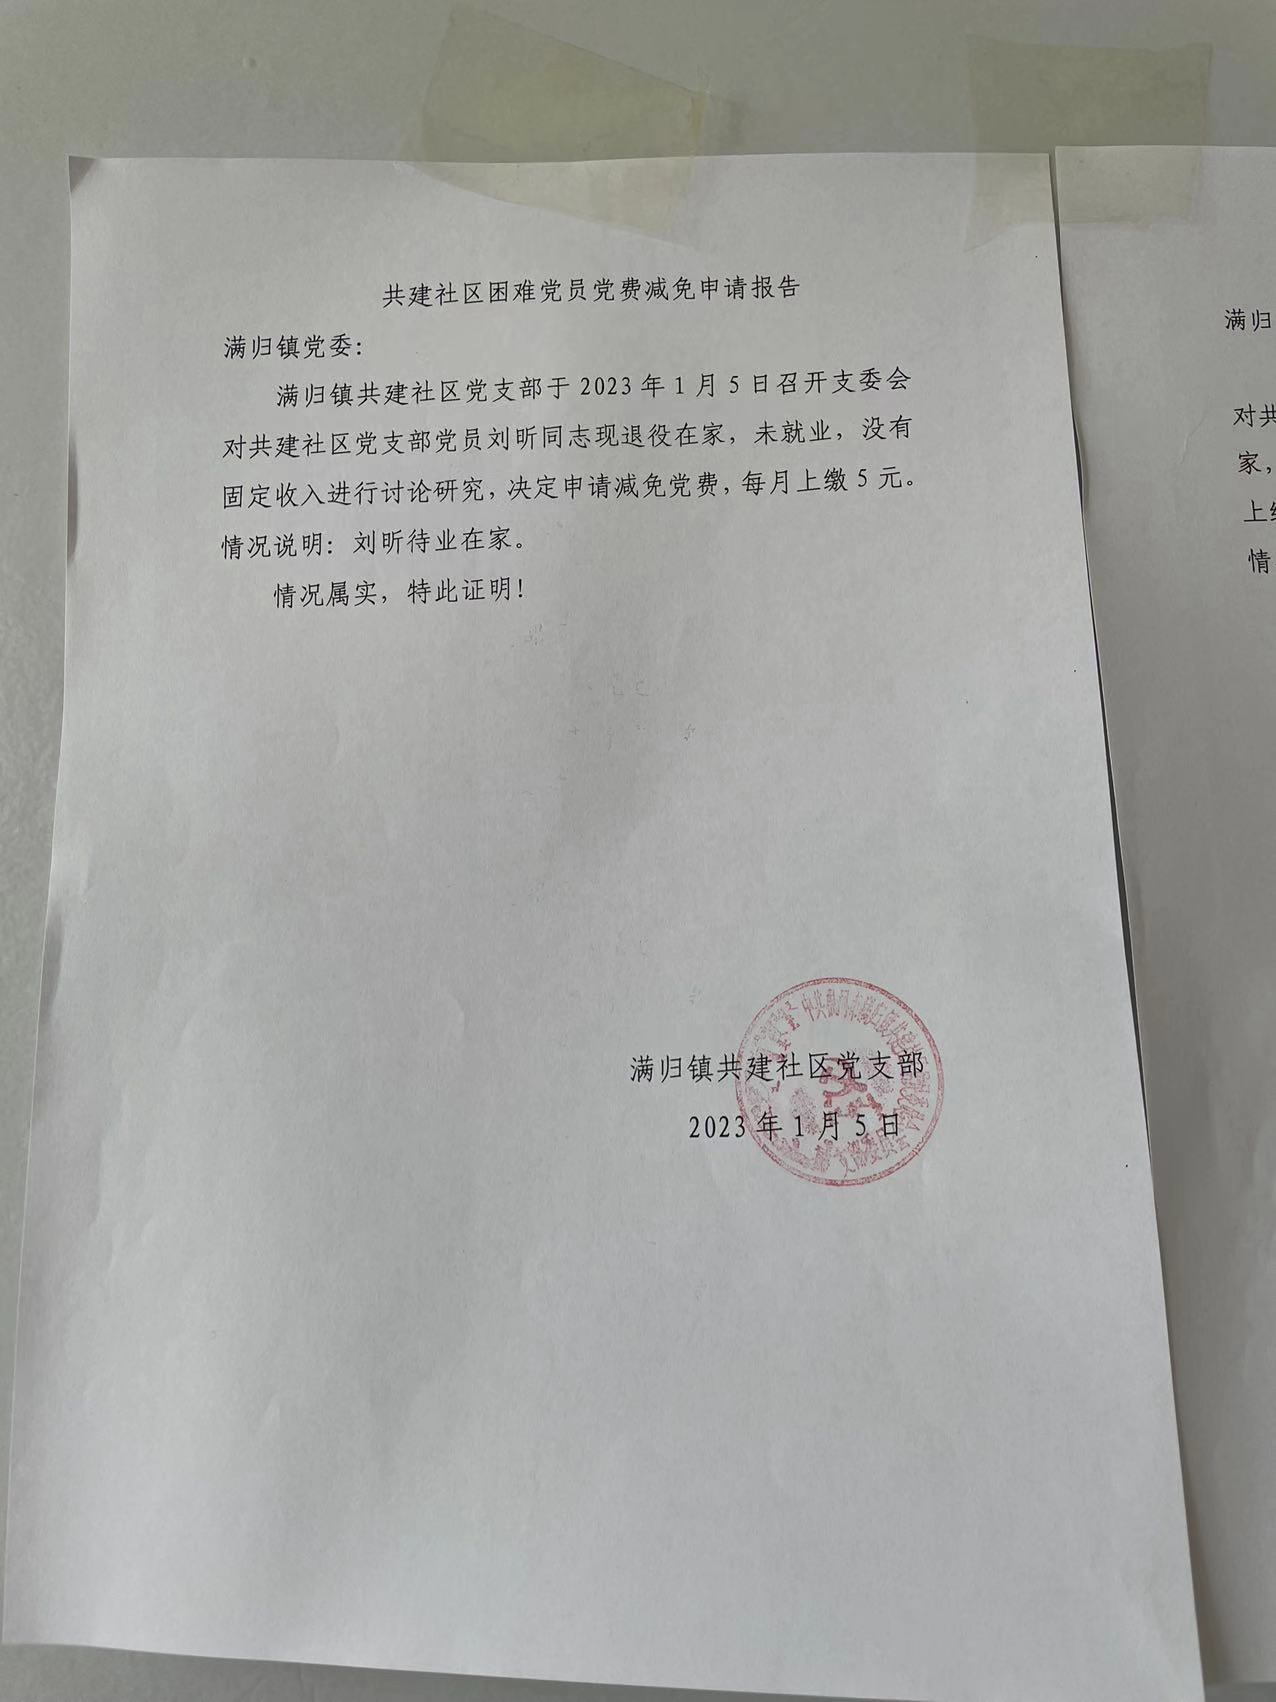 共建社区困难党员党费减免申请报告
满归镇党委：
满归镇共建社区党支部于 2023 年 1 月 5 日召开支委会
对共建社区党支部党员刘昕同志现退役在家，未就业，没有
固定收入进行讨论研究，决定申请减免党费，每月上缴 5 元。
情况说明：刘昕待业在家。
情况属实，特此证明！
满归镇共建社区党支部
2023 年 1 月 5 日
满归
对共
家，
上
情